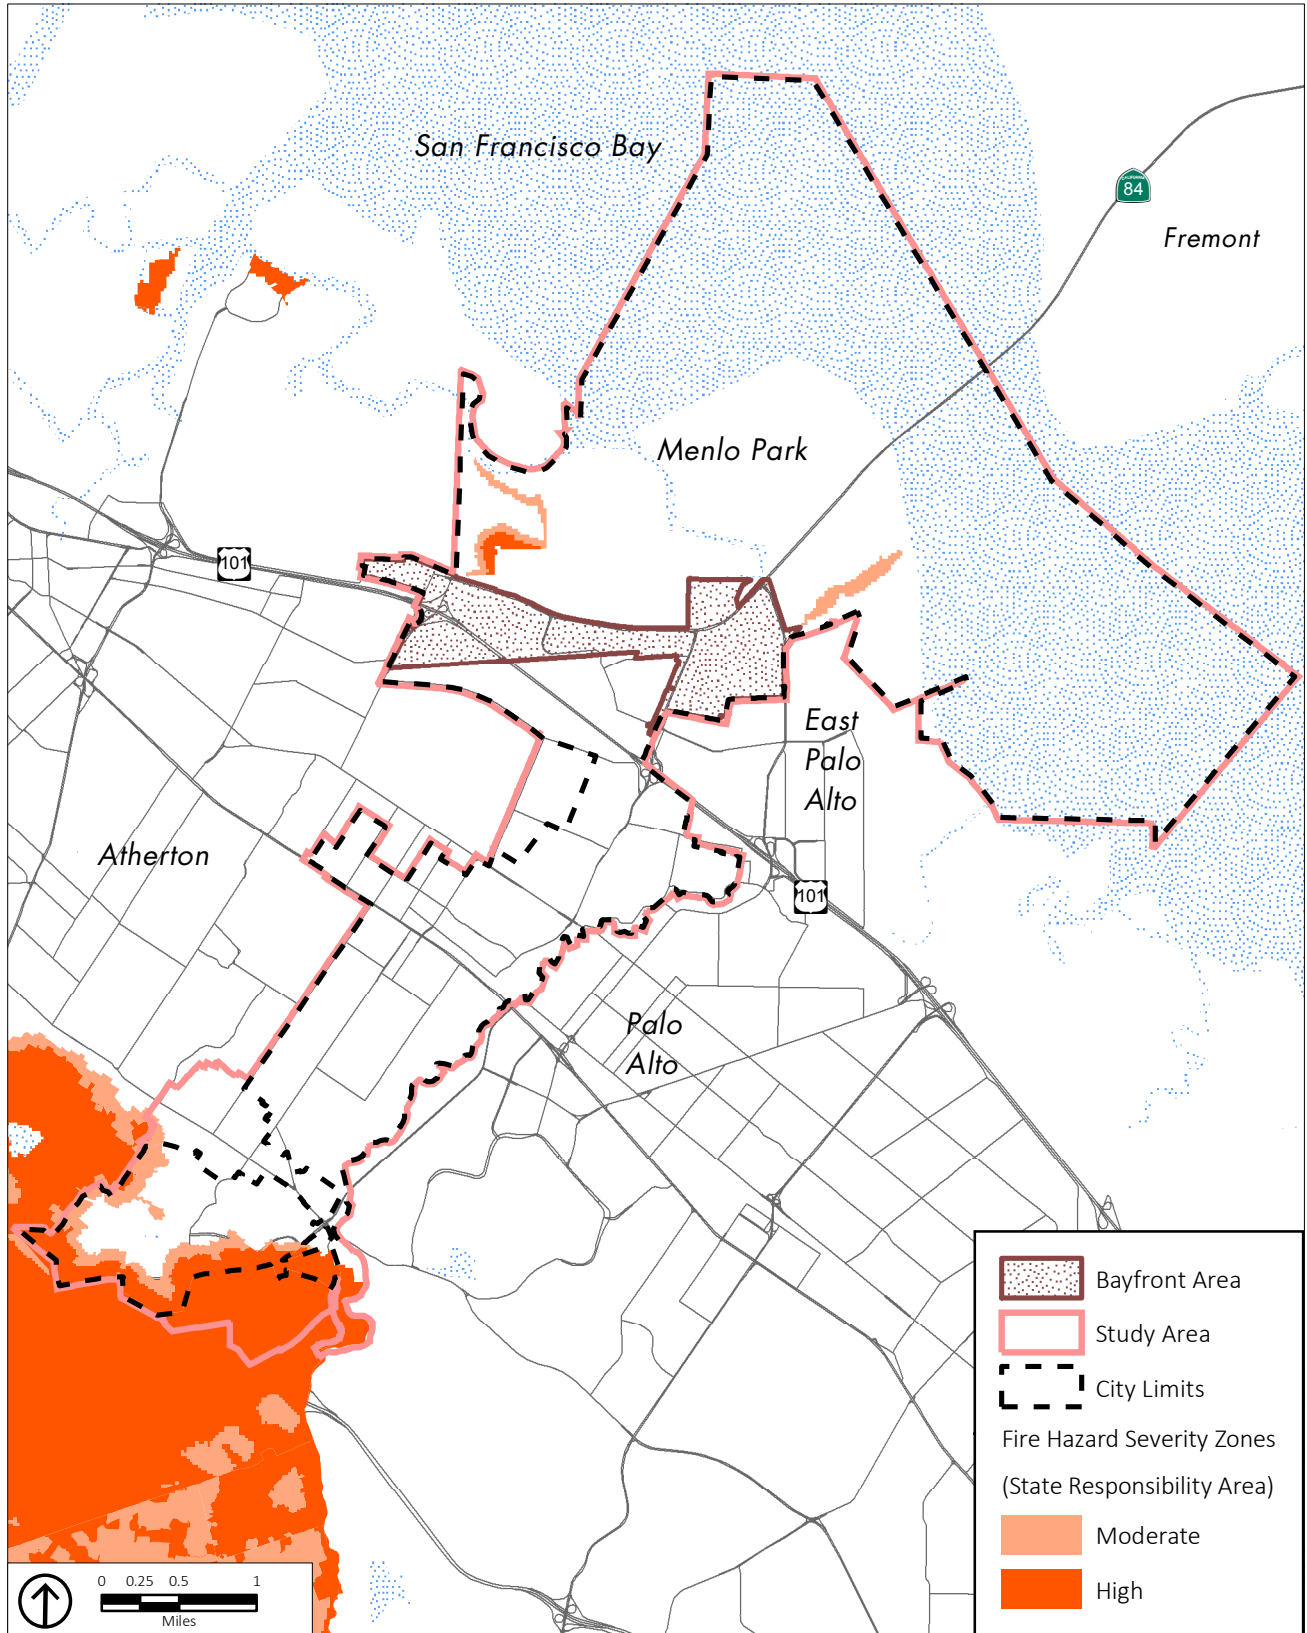 San Francisco Bay
CALIFORNIA
84
Fremont
Menlo Park
101
East
Palo
Alto
Atherton
101
Palo
Alto
Bayfront Area
Study Area
City Limits
Fire Hazard Severity Zones
(State Responsibility Area)
Moderate
High
0 0.25 0.5 1
Miles